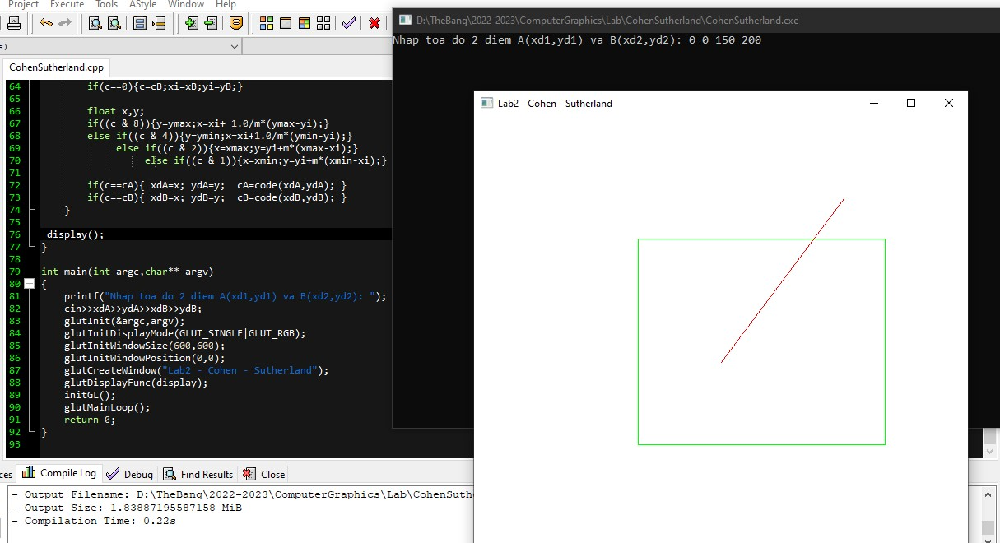 Project Execute Tools AStyle Window Help
s)
CohenSutherland.cpp
64 if(c==0){c=cB;xi=xB;yi=yB;}
65
66 float x,y;
67 if((c & 8)){y=ymax;x=xi+ 1.0/m*(ymax-yi);}
68 else if((c & 4)){y=ymin;x=xi+1.0/m*(ymin-yi);}
69 else if((c & 2)){x=xmax;y=yi+m*(xmax-xi);}
70 else if((c & 1)){x=xmin;y=yi+m*(xmin-xi);}
71
72 if(c==cA){ xdA=x; ydA=y;  cA=code(xdA,ydA); }
73 if(c==cB){ xdB=x; ydB=y;  cB=code(xdB,ydB); }
74 }
75
76 display();
77 }
78
79 int main(int argc,char** argv)
80 {
81 printf("Nhap toa do 2 diem A(xd1,yd1) va B(xd2,yd2): ");
82 cin>>xdA>>ydA>>xdB>>ydB;
83 glutInit(&argc,argv);
84 glutInitDisplayMode(GLUT_SINGLE|GLUT_RGB);
85 glutInitWindowSize(600,600);
86 glutInitWindowPosition(0,0);
87 glutCreateWindow("Lab2 - Cohen - Sutherland");
88 glutDisplayFunc(display);
89 initGL();
90 glutMainLoop();
91 return 0;
92 }
93
ces Compile Log Debug Find Results Close
- Output Filename: D:\TheBang\2022-2023\ComputerGraphics\Lab\CohenSuthe
- Output Size: 1.83887195587158 MiB
- Compilation Time: 0.22s
D:\TheBang\2022-2023\ComputerGraphics\Lab\CohenSutherland\CohenSutherland.exe
Nhap toa do 2 diem A(xd1,yd1) va B(xd2,yd2): 0 0 150 200
Lab2 - Cohen - Sutherland